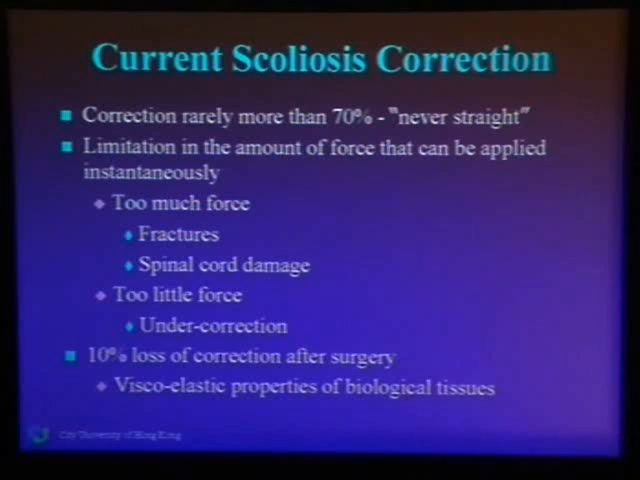 Current Scoliosis Correction
Correction rarely more than 70% - "never straight"
Limitation in the amount of force that can be applied
instantaneously
Too much force
Fractures
Spinal cord damage
Too little force
Under-correction
10% loss of correction after surgery
Visco-elastic properties of biological tissues
City University of Hong Kong